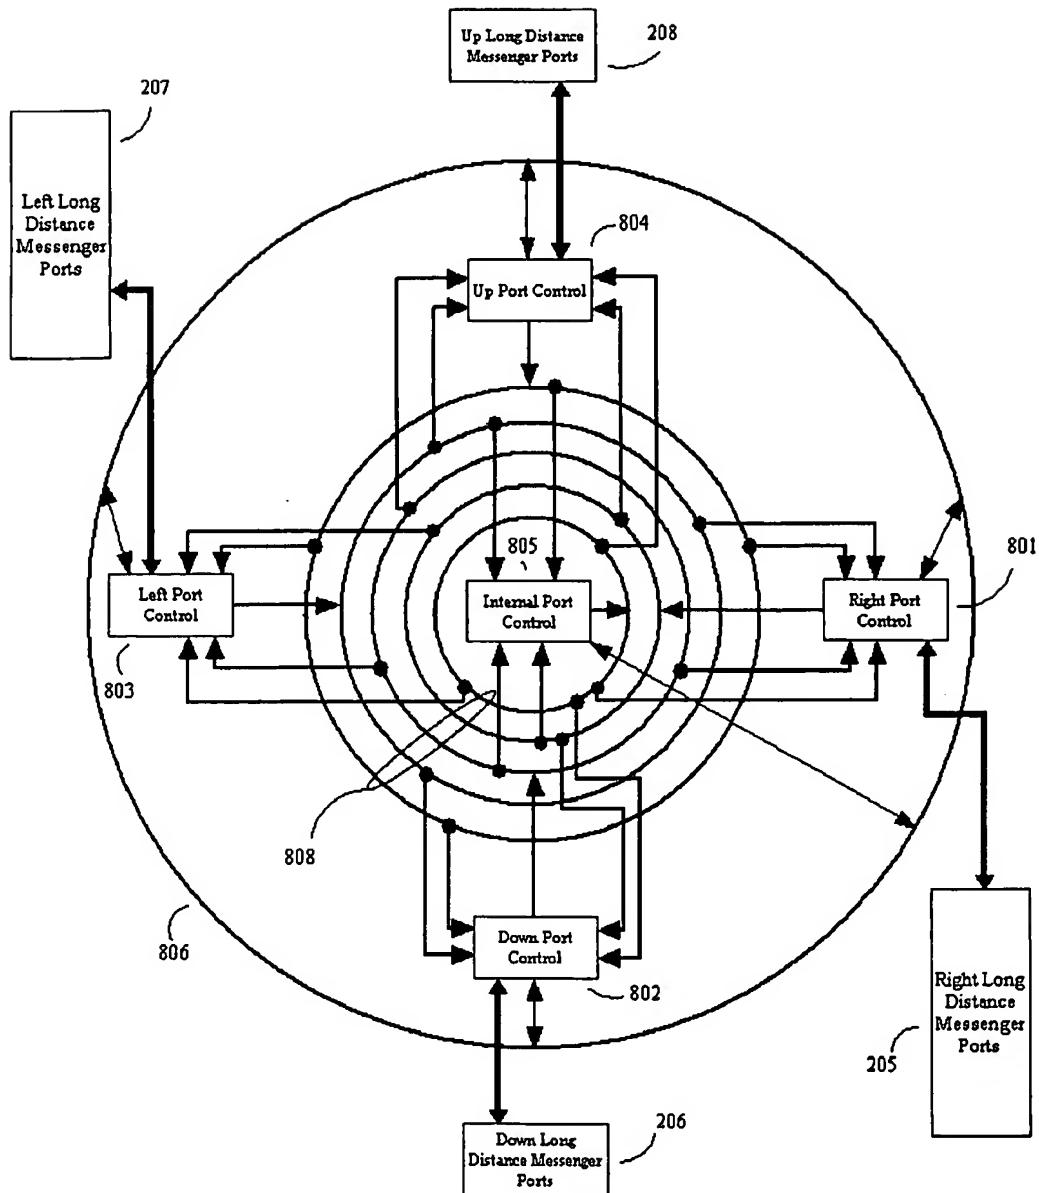 Up Long Distance
Messenger Ports
208
207
Left Long
Distance
Messenger
Ports
804
Up Port Control
805
Internal Port
Control
801
Left Port
Control
Right Port
Control
803
808
806
Down Port
Control
802
Right Long
Distance
Messenger
Ports
205
206
Down Long
Distance Messenger
Ports